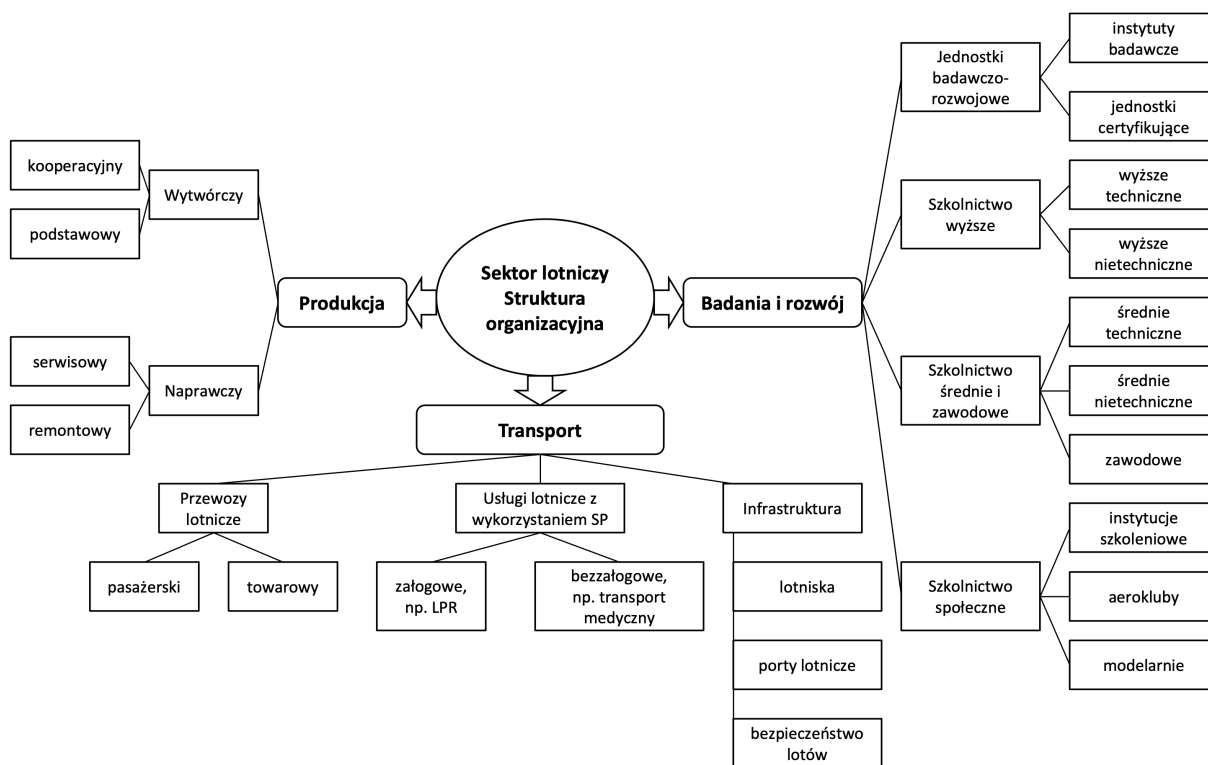 Sektor lotniczy
Struktura
organizacyjna
Produkcja
Wytwórczy
kooperacyjny
podstawowy
Naprawczy
serwisowy
remontowy
Transport
Przewozy
lotnicze
pasażerski
towarowy
Usługi lotnicze z
wykorzystaniem SP
załogowe,
np. LPR
bezzałogowe,
np. transport
medyczny
Infrastruktura
lotniska
porty lotnicze
bezpieczeństwo
lotów
Badania i rozwój
Jednostki
badawczo-
rozwojowe
instytuty
badawcze
jednostki
certyfikujące
Szkolnictwo
wyższe
wyższe
techniczne
wyższe
nietechniczne
Szkolnictwo
średnie i
zawodowe
średnie
techniczne
średnie
nietechniczne
zawodowe
Szkolnictwo
społeczne
instytucje
szkoleniowe
aerokluby
modelarnie